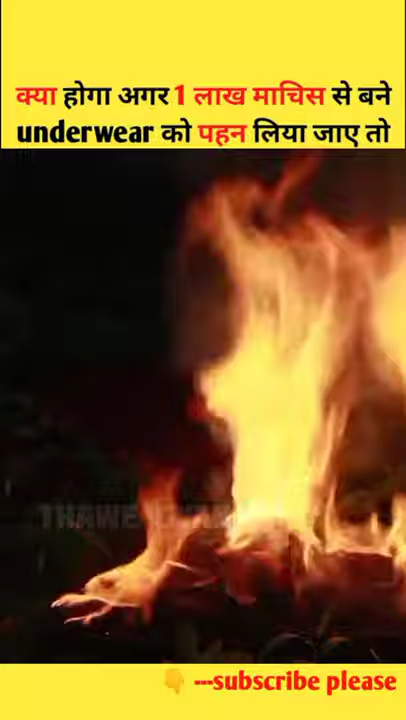 क्या होगा अगर 1 लाख माचिस से बने
underwear को पहन लिया जाए तो
👇 ---subscribe please